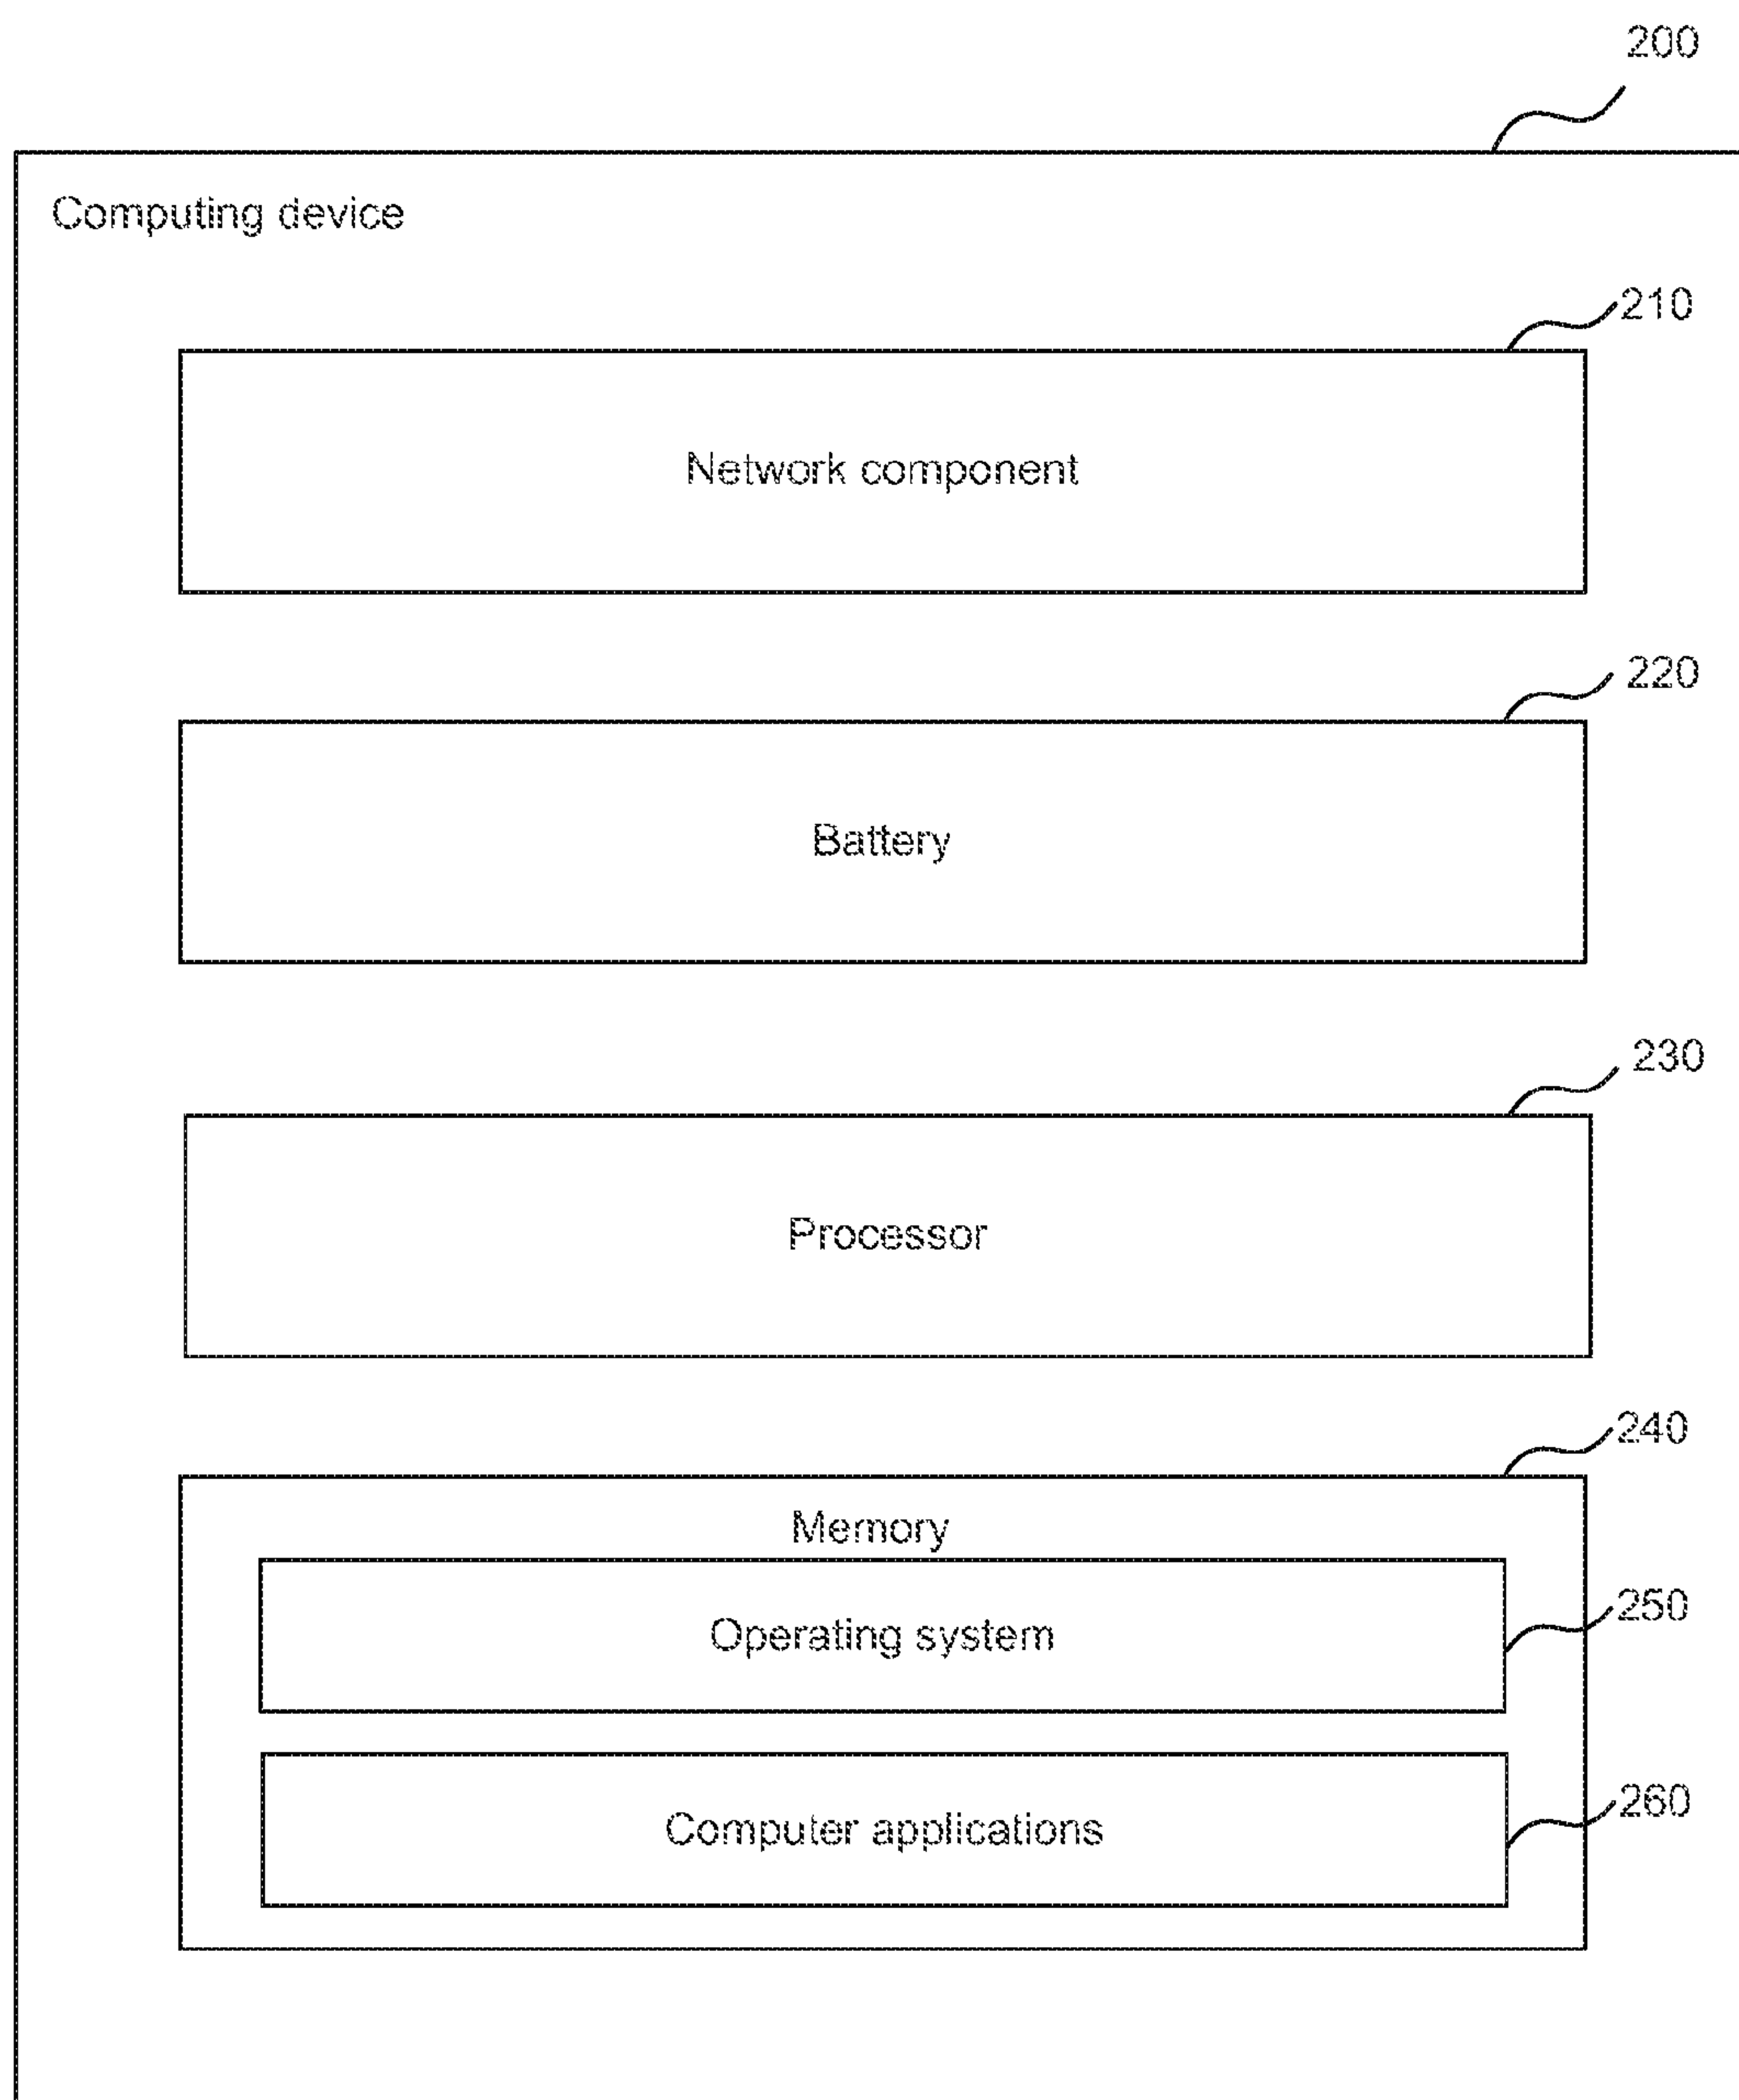 200
Computing device
210
Network component
220
Battery
230
Processor
240
Memory
250
Operating system
260
Computer applications